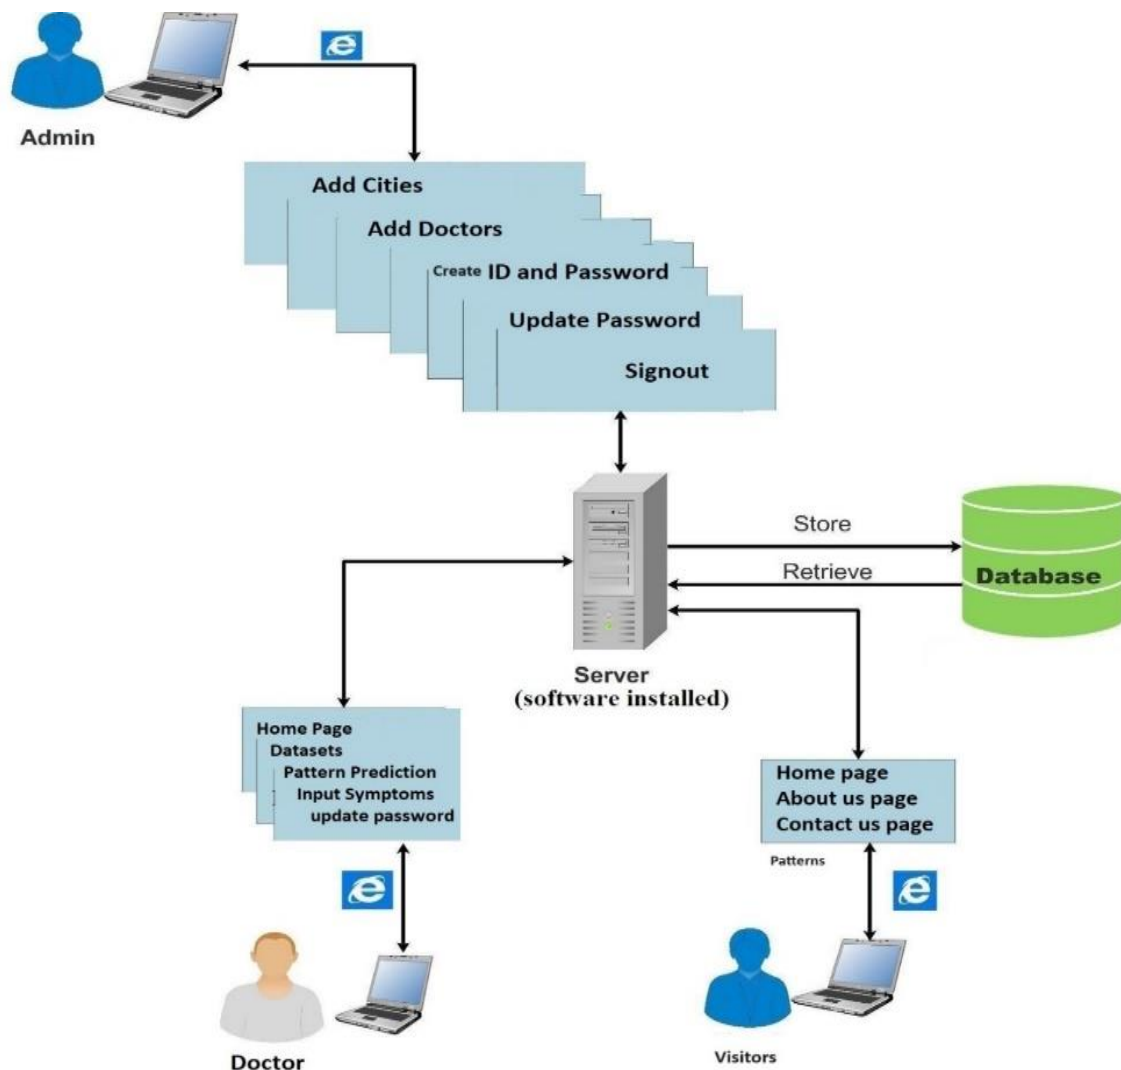 Admin
Add Cities
Add Doctors
Create ID and Password
Update Password
Signout
Store
Retrieve
Database
Server
(software installed)
Home Page
Datasets
Pattern Prediction
Input Symptoms
update password
Home page
About us page
Contact us page
Patterns
Doctor
Visitors